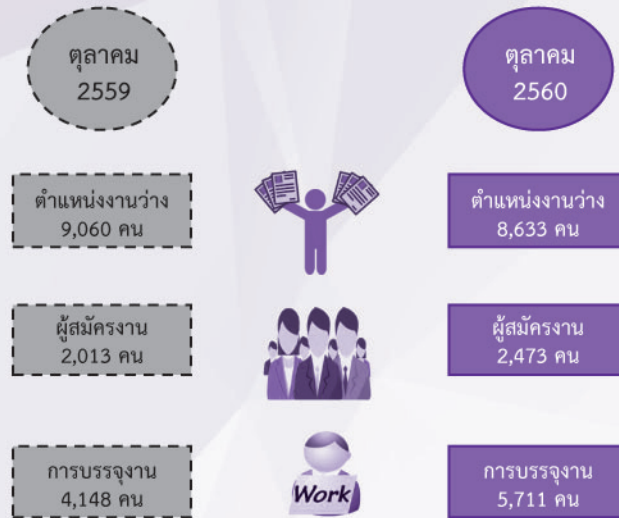 ตุลาคม
2559
ตุลาคม
2560
ตำแหน่งงานว่าง
9,060 คน
ตำแหน่งงานว่าง
8,633 คน
ผู้สมัครงาน
2,013 คน
ผู้สมัครงาน
2,473 คน
การบรรจุงาน
4,148 คน
Work
การบรรจุงาน
5,711 คน